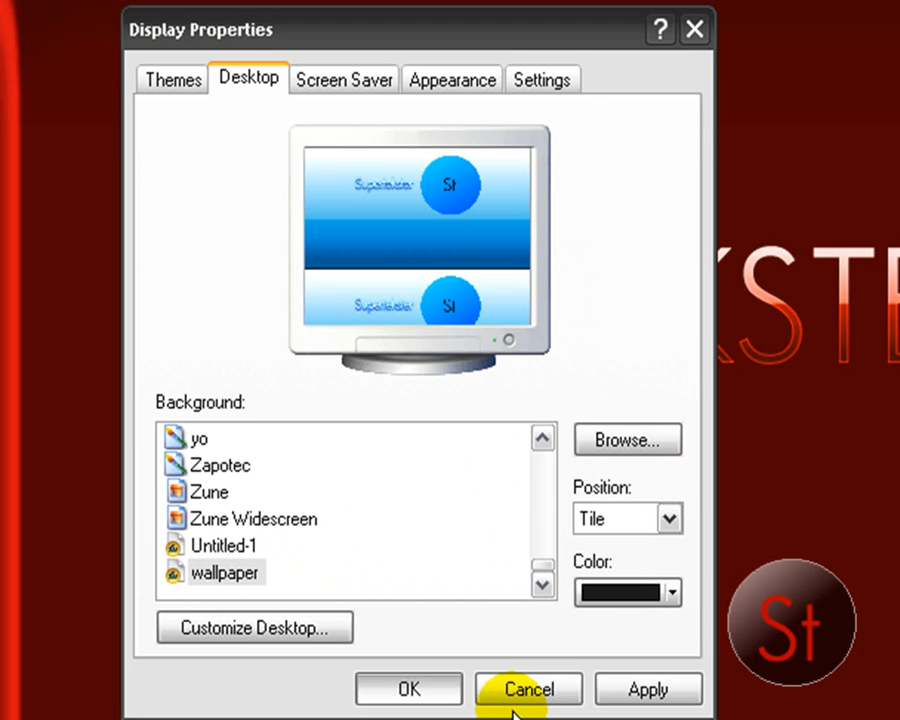 Display Properties
Themes Desktop Screen Saver Appearance Settings
St
St
KSTE
Background:
yo
Zapotec
Zune
Zune Widescreen
Untitled-1
wallpaper
Browse...
Position:
Tile
Color:
Customize Desktop...
St
OK Cancel Apply